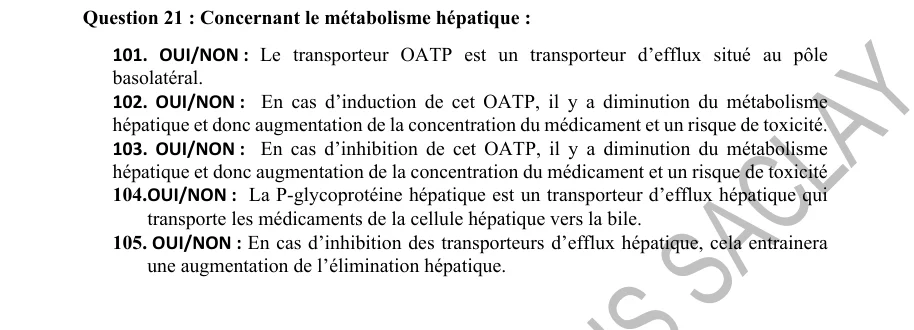 Question 21 : Concernant le métabolisme hépatique :
101. OUI/NON : Le transporteur OATP est un transporteur d’efflux situé au pôle
basolatéral.
102. OUI/NON : En cas d’induction de cet OATP, il y a diminution du métabolisme
hépatique et donc augmentation de la concentration du médicament et un risque de toxicité.
103. OUI/NON : En cas d’inhibition de cet OATP, il y a diminution du métabolisme
hépatique et donc augmentation de la concentration du médicament et un risque de toxicité
104.OUI/NON : La P-glycoprotéine hépatique est un transporteur d’efflux hépatique qui
transporte les médicaments de la cellule hépatique vers la bile.
105. OUI/NON : En cas d’inhibition des transporteurs d’efflux hépatique, cela entrainera
une augmentation de l’élimination hépatique.
S SACLAY